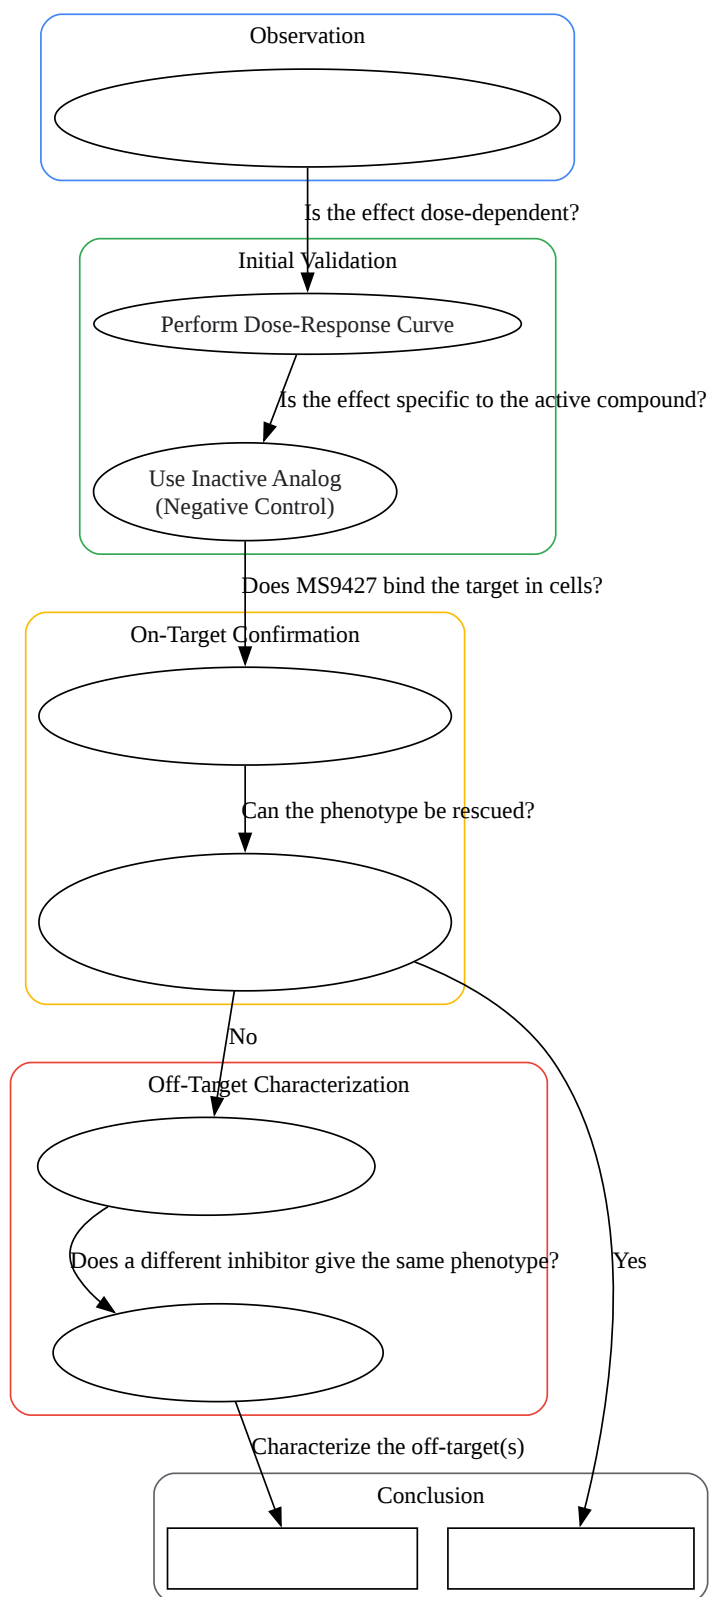 Observation
Is the effect dose-dependent?
Initial Validation
Perform Dose-Response Curve
Is the effect specific to the active compound?
Use Inactive Analog
(Negative Control)
Does MS9427 bind the target in cells?
On-Target Confirmation
Can the phenotype be rescued?
No
Off-Target Characterization
Does a different inhibitor give the same phenotype?
Yes
Characterize the off-target(s)
Conclusion